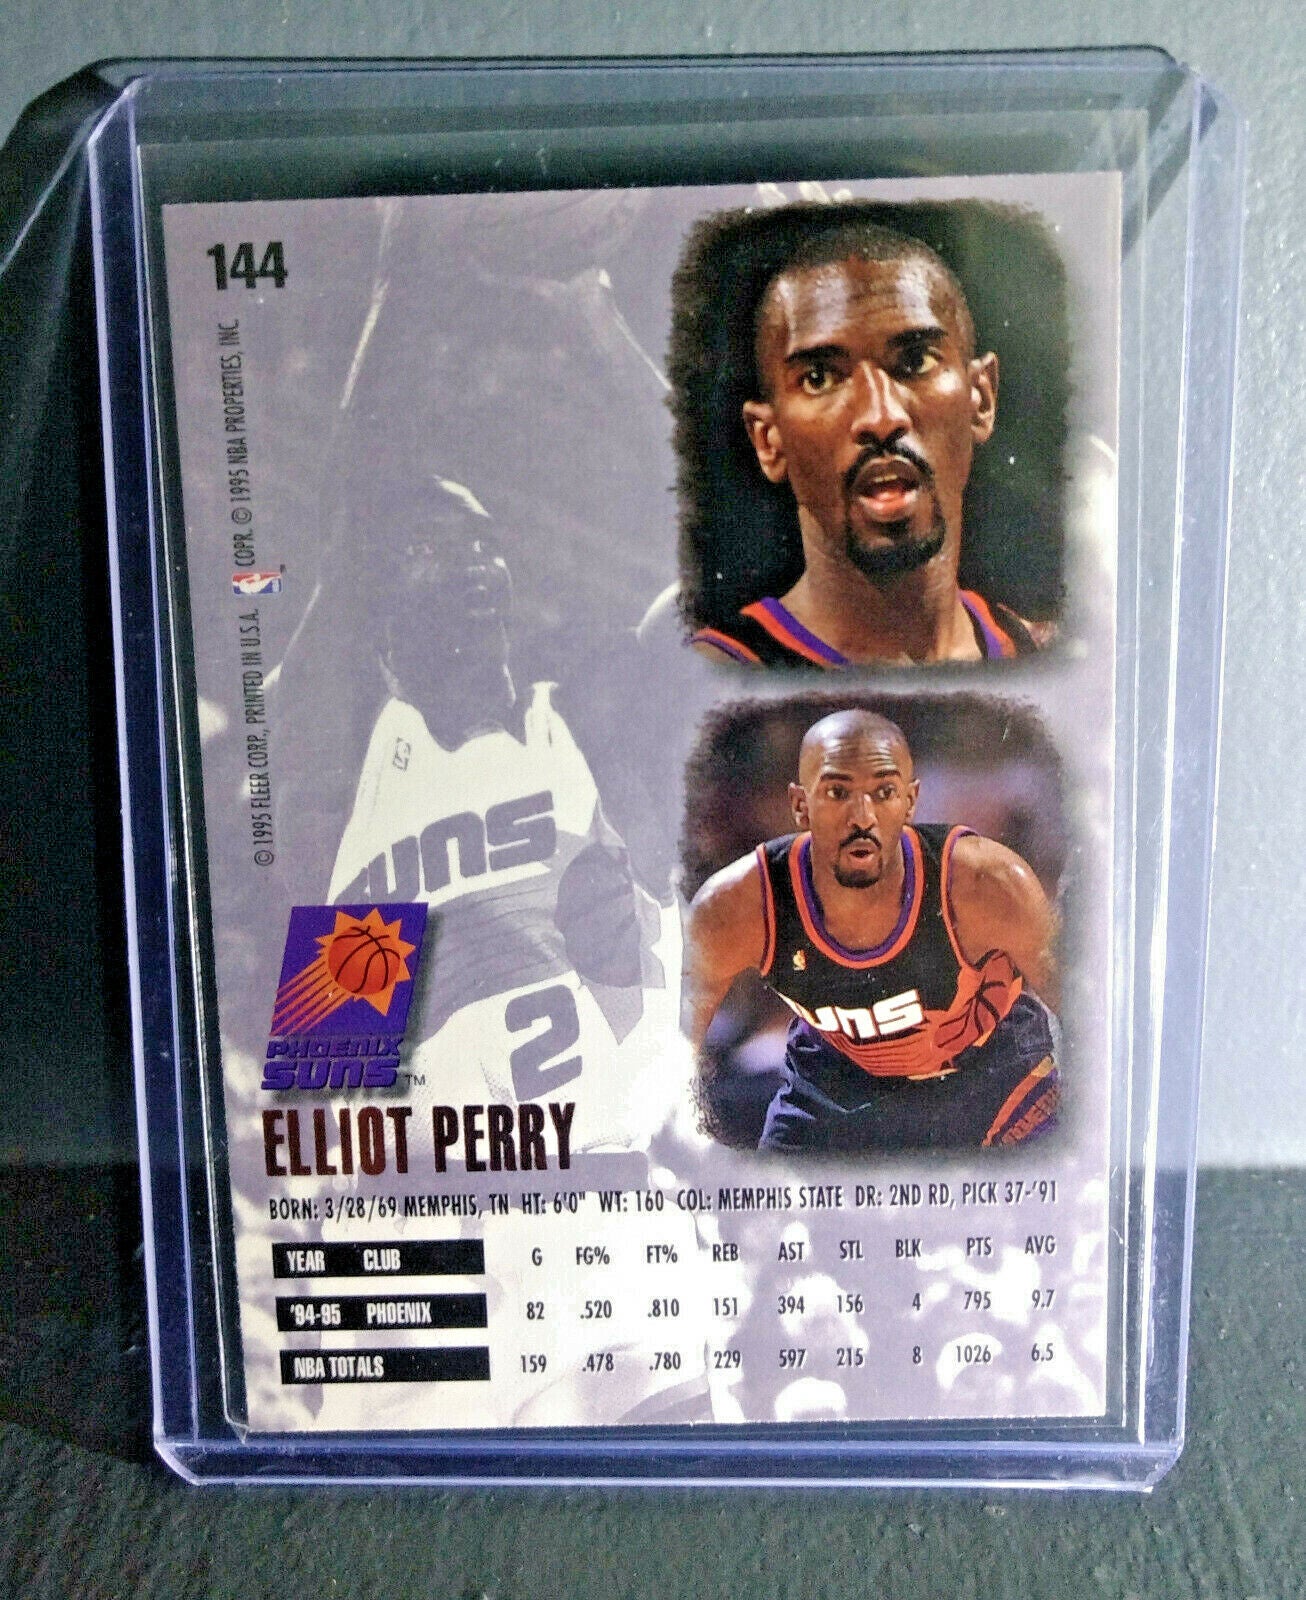 144
© 1995 FLEER CORP., PRINTED IN U.S.A. COPR. © 1995 NBA PROPERTIES, INC.
SUNS
2
SUNS
PHOENIX
SUNS™
ELLIOT PERRY
BORN: 3/28/69 MEMPHIS, TN HT: 6'0" WT: 160 COL: MEMPHIS STATE DR: 2ND RD, PICK 37-'91
YEAR CLUB G FG% FT% REB AST STL BLK PTS AVG
'94-95 PHOENIX 82 .520 .810 151 394 156 4 795 9.7
NBA TOTALS 159 .478 .780 229 597 215 8 1026 6.5